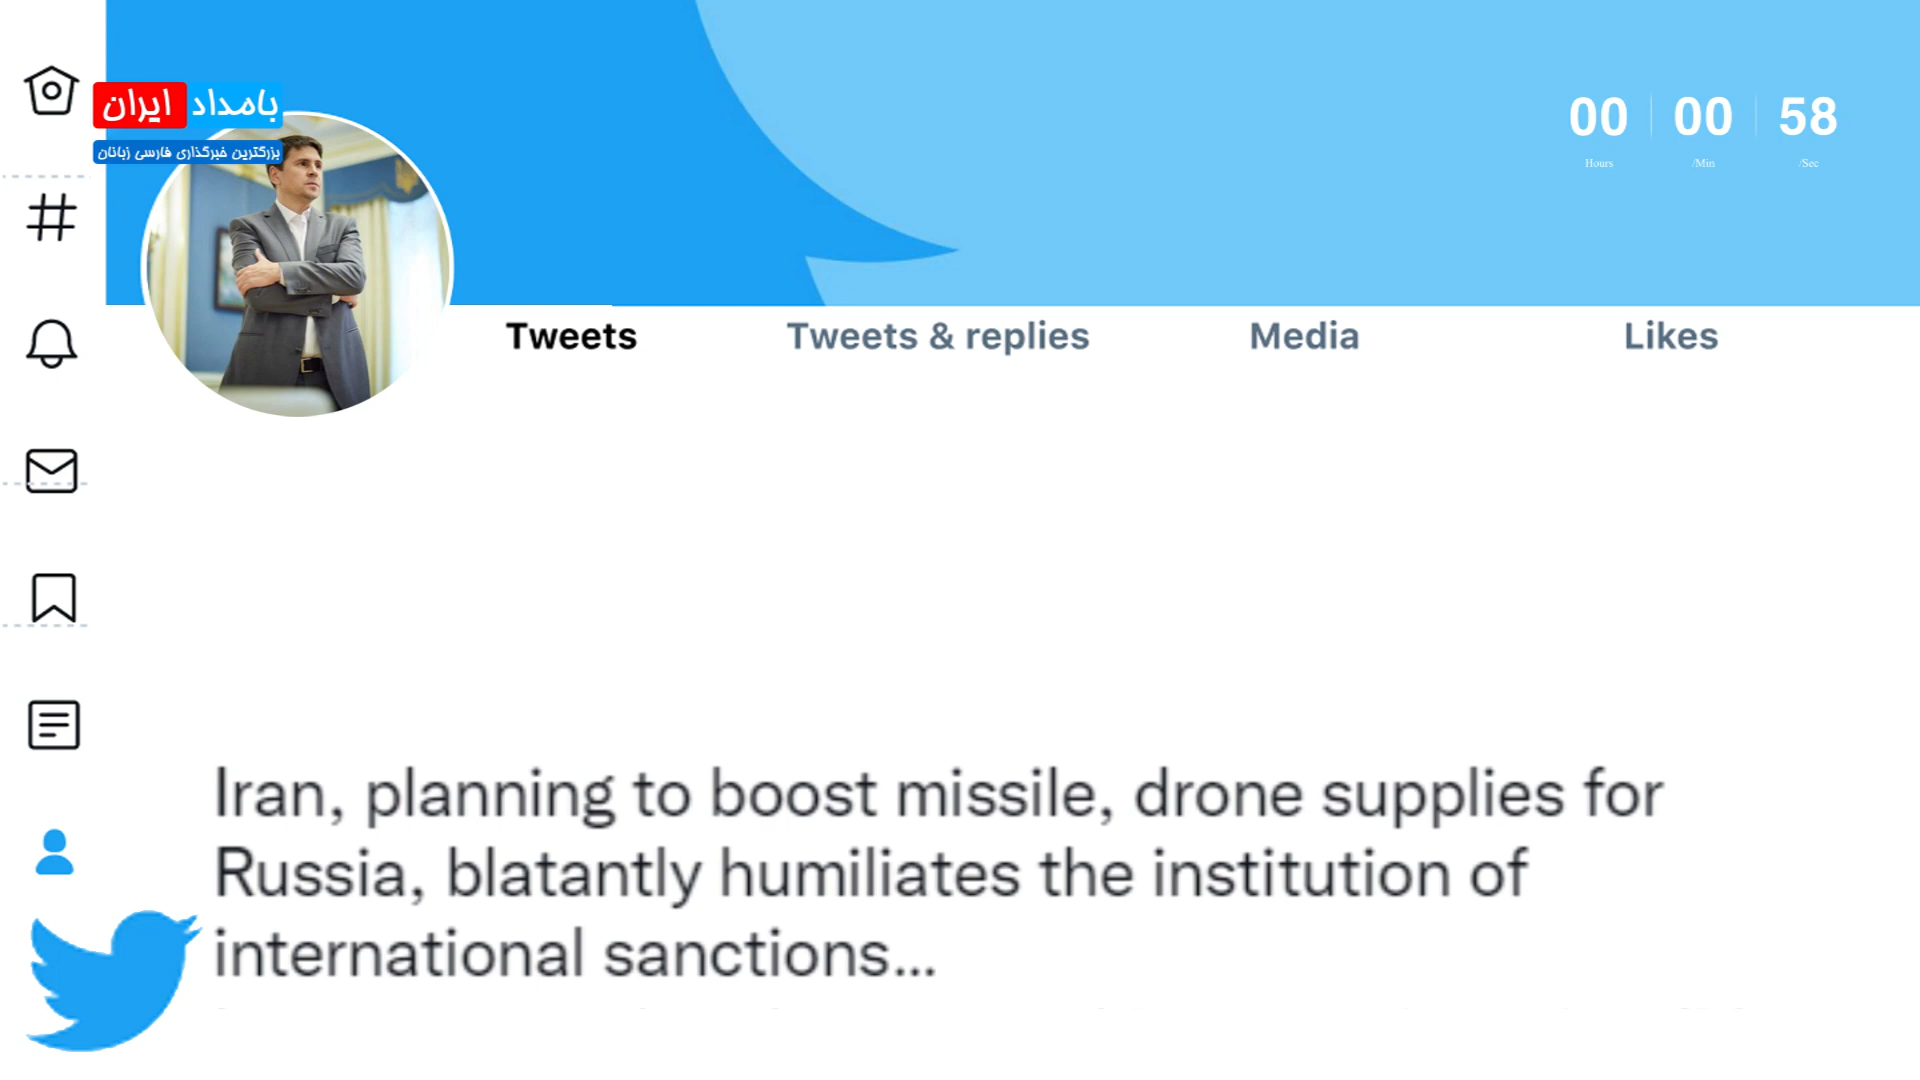 بامداد ایران
بزرگترین خبرگذاری فارسی زبانان
00 00 58
Hours /Min /Sec
Tweets Tweets & replies Media Likes
Iran, planning to boost missile, drone supplies for
Russia, blatantly humiliates the institution of
international sanctions...